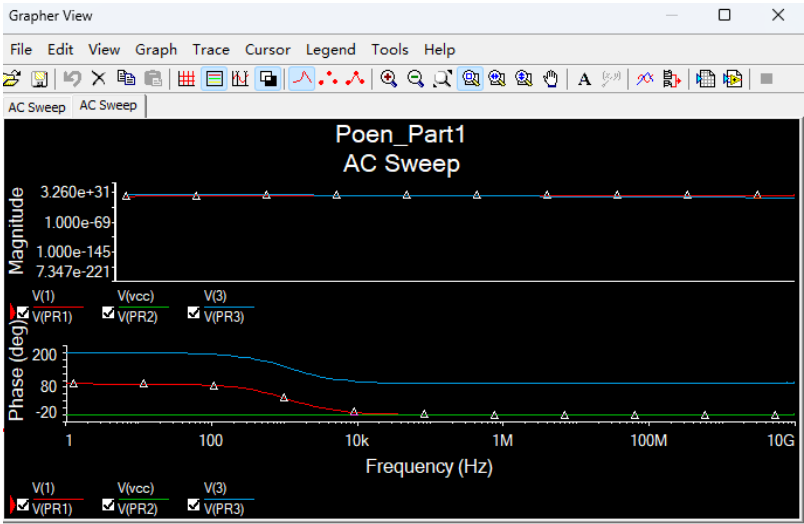 Grapher View
File Edit View Graph Trace Cursor Legend Tools Help
A
AC Sweep AC Sweep
Poen_Part1
AC Sweep
Magnitude
3.260e+31
1.000e-69
1.000e-145
7.347e-221
V(1) V(vcc) V(3)
V(PR1) V(PR2) V(PR3)
Phase (deg)
200
80
-20
1 100 10k 1M 100M 10G
Frequency (Hz)
V(1) V(vcc) V(3)
V(PR1) V(PR2) V(PR3)